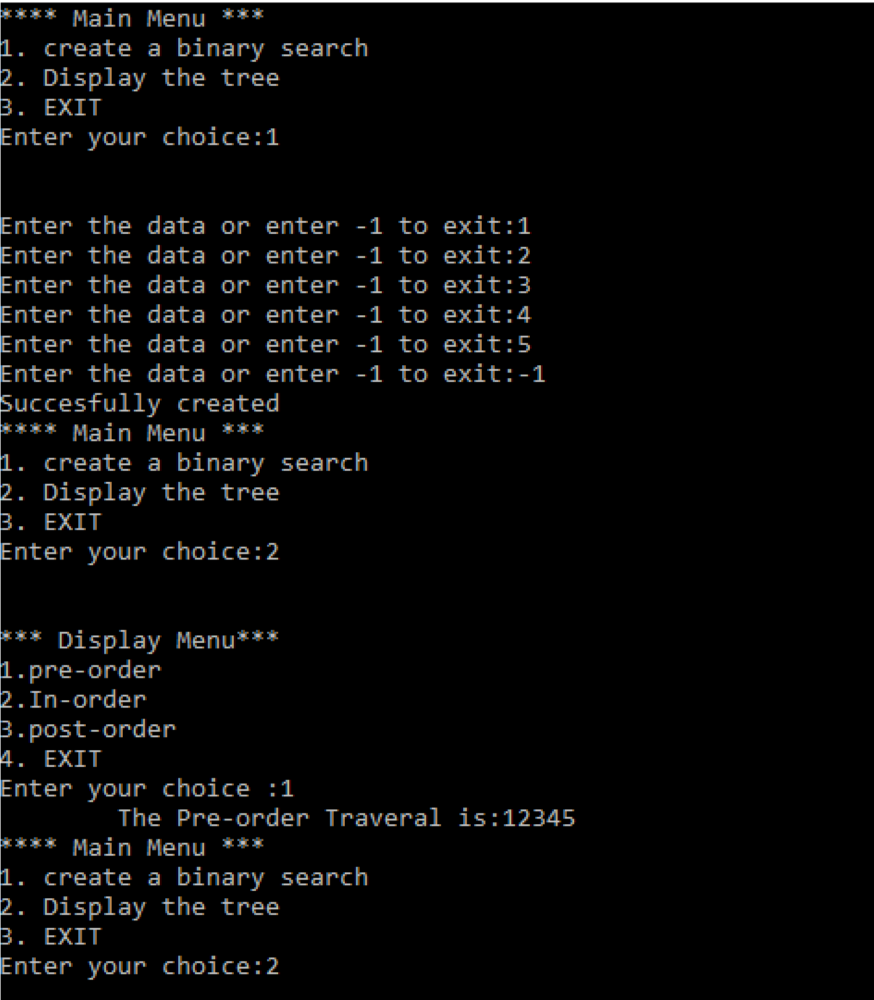 **** Main Menu ***
1. create a binary search
2. Display the tree
3. EXIT
Enter your choice:1
Enter the data or enter -1 to exit:1
Enter the data or enter -1 to exit:2
Enter the data or enter -1 to exit:3
Enter the data or enter -1 to exit:4
Enter the data or enter -1 to exit:5
Enter the data or enter -1 to exit:-1
Succesfully created
**** Main Menu ***
1. create a binary search
2. Display the tree
3. EXIT
Enter your choice:2
*** Display Menu***
1.pre-order
2.In-order
3.post-order
4. EXIT
Enter your choice :1
The Pre-order Traveral is:12345
**** Main Menu ***
1. create a binary search
2. Display the tree
3. EXIT
Enter your choice:2